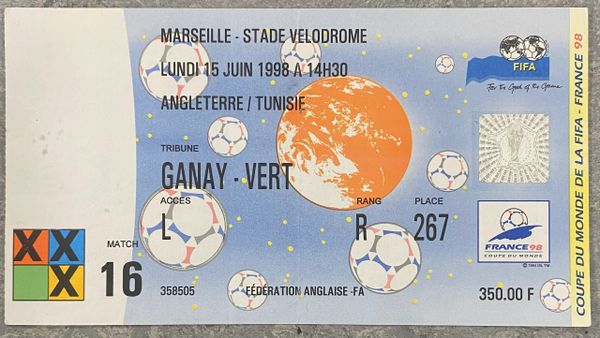 MARSEILLE - STADE VELODROME
LUNDI 15 JUIN 1998 A 14H30
ANGLETERRE / TUNISIE
FIFA
For the Good of the Game
TRIBUNE
GANAY - VERT
ACCÈS
L
RANG
R
PLACE
267
FRANCE 98
COUPE DU MONDE
XXX
MATCH
16
358505
FÉDÉRATION ANGLAISE -FA
350.00 F
COUPE DU MONDE DE LA FIFA - FRANCE 98